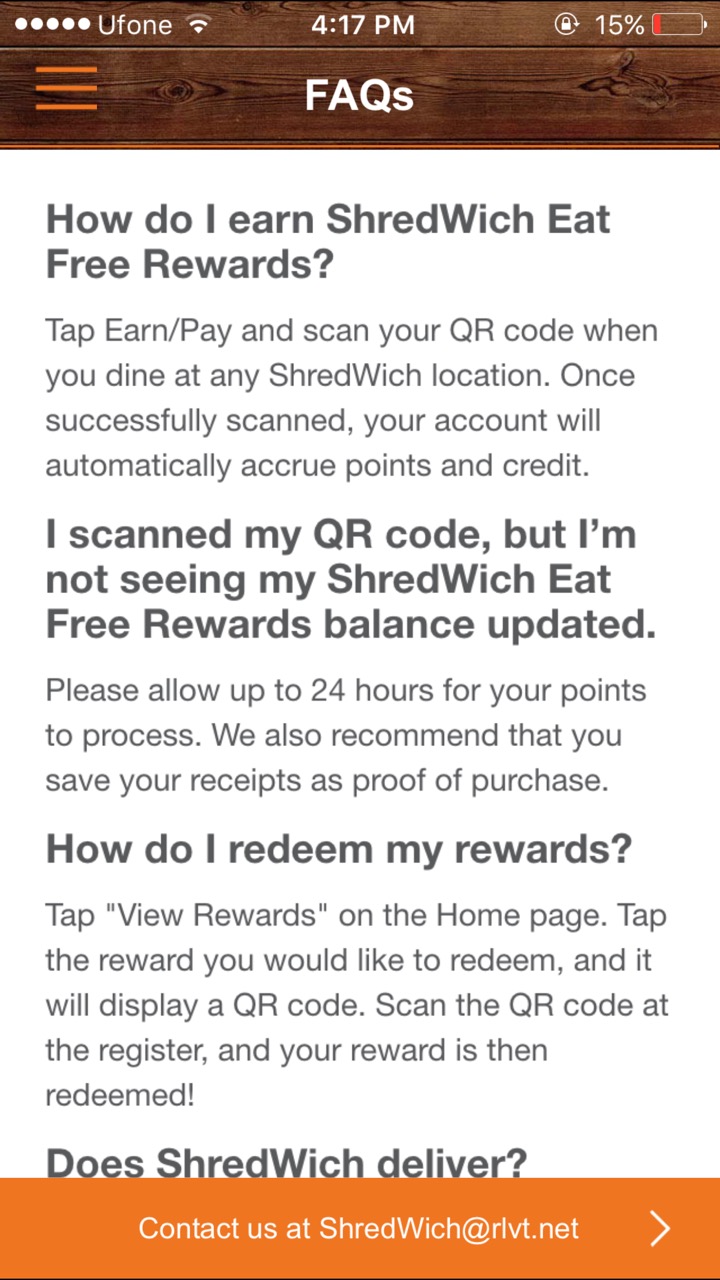 Ufone 4:17 PM 15%
FAQs
How do I earn ShredWich Eat
Free Rewards?
Tap Earn/Pay and scan your QR code when
you dine at any ShredWich location. Once
successfully scanned, your account will
automatically accrue points and credit.
I scanned my QR code, but I’m
not seeing my ShredWich Eat
Free Rewards balance updated.
Please allow up to 24 hours for your points
to process. We also recommend that you
save your receipts as proof of purchase.
How do I redeem my rewards?
Tap "View Rewards" on the Home page. Tap
the reward you would like to redeem, and it
will display a QR code. Scan the QR code at
the register, and your reward is then
redeemed!
Does ShredWich deliver?
Contact us at ShredWich@rlvt.net